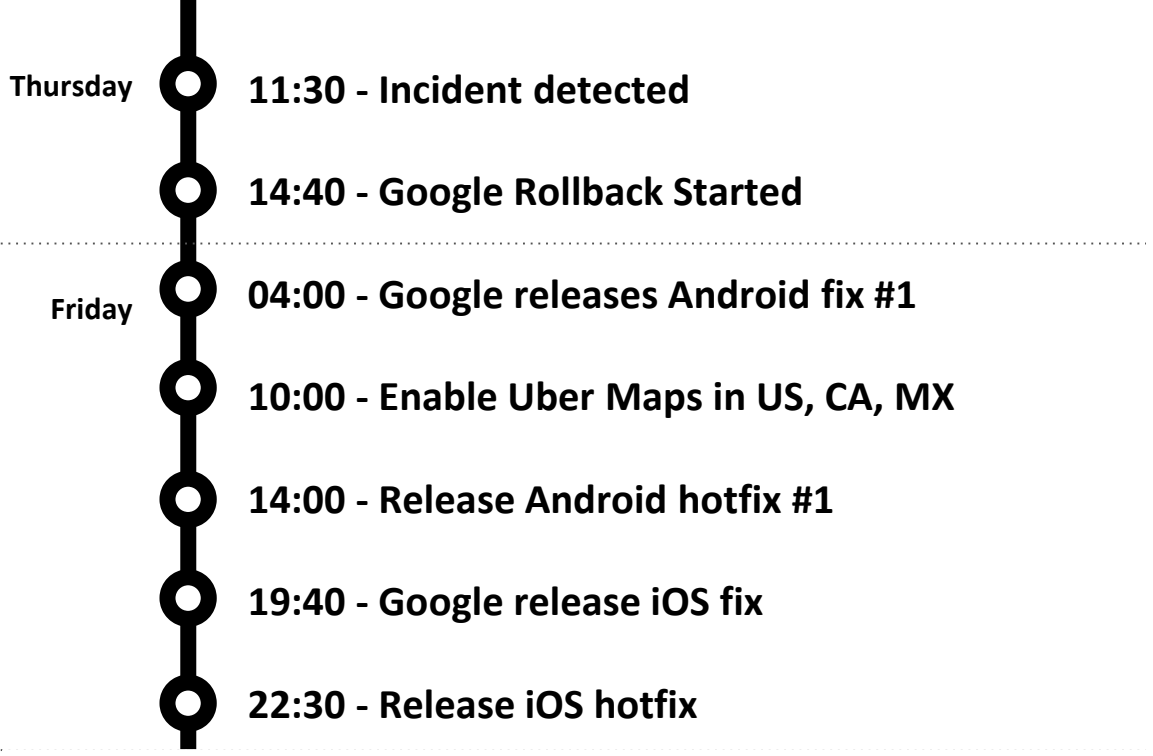 Thursday
11:30 - Incident detected
14:40 - Google Rollback Started
Friday
04:00 - Google releases Android fix #1
10:00 - Enable Uber Maps in US, CA, MX
14:00 - Release Android hotfix #1
19:40 - Google release iOS fix
22:30 - Release iOS hotfix